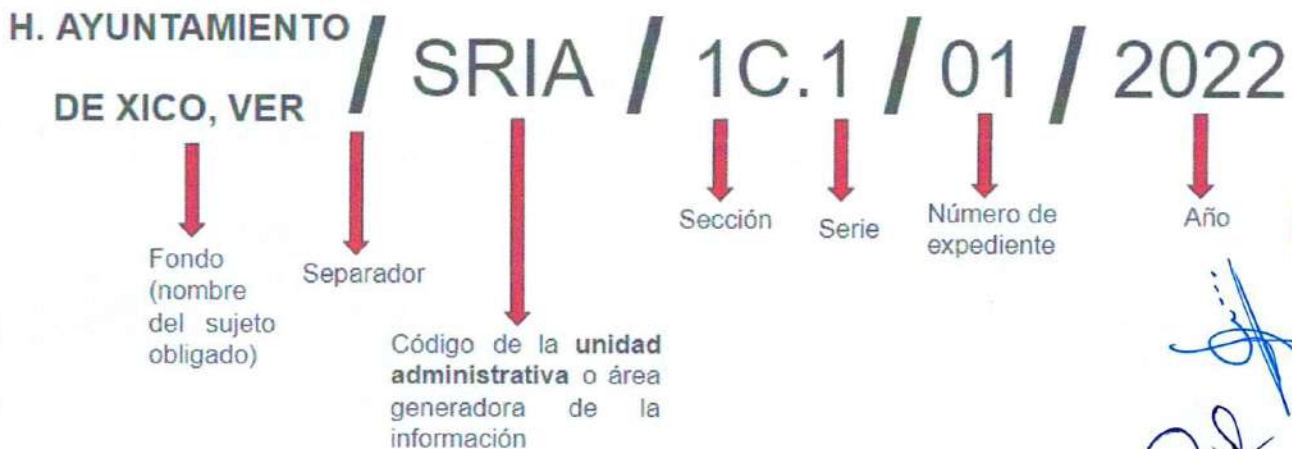 H. AYUNTAMIENTO
DE XICO, VER
/ SRIA / 1C.1 / 01 / 2022
Fondo
(nombre
del sujeto
obligado)
Separador
Código de la unidad
administrativa o área
generadora de la
información
Sección
Serie
Número de
expediente
Año